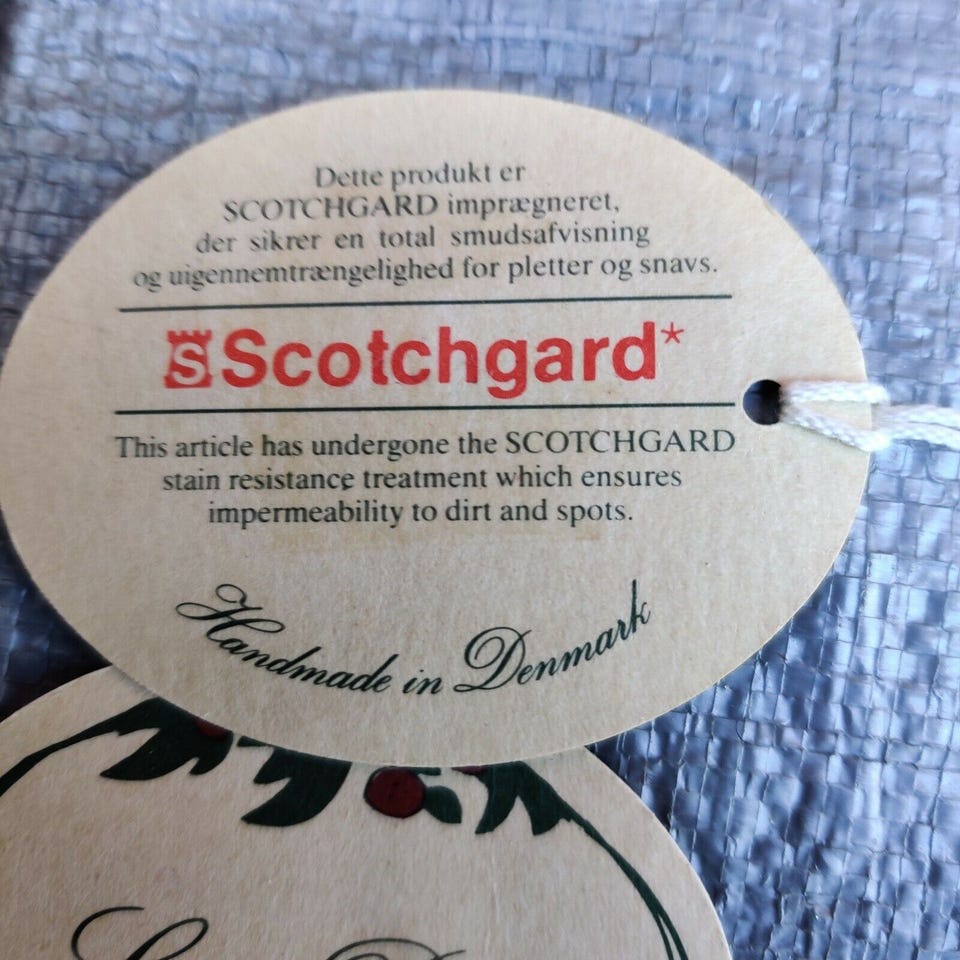 Dette produkt er
SCOTCHGARD imprægneret,
der sikrer en total smudsafvisning
og uigennemtrængelighed for pletter og snavs.
S Scotchgard*
This article has undergone the SCOTCHGARD
stain resistance treatment which ensures
impermeability to dirt and spots.
Handmade in Denmark